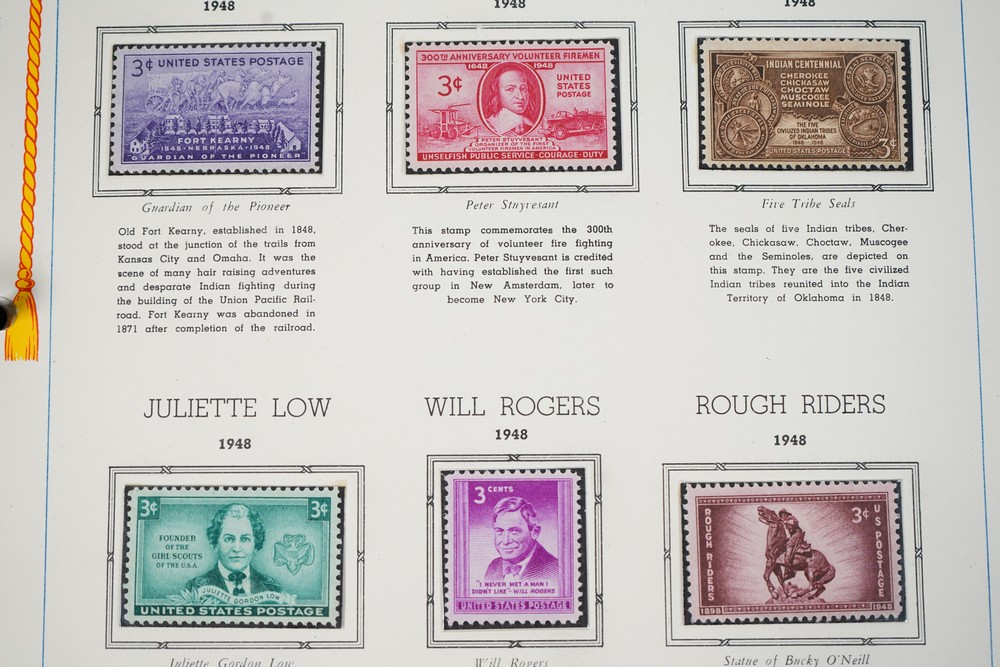 1948
1948
1948
3¢ UNITED STATES POSTAGE
FORT KEARNY
1848 · NEBRASKA · 1948
GUARDIAN OF THE PIONEER
300TH ANNIVERSARY VOLUNTEER FIREMEN
1648 1948
3¢
UNITED
STATES
POSTAGE
PETER STUYVESANT
ORGANIZER OF THE FIRST
VOLUNTEER FIREMEN IN AMERICA
UNSELFISH PUBLIC SERVICE · COURAGE · DUTY
INDIAN CENTENNIAL
CHEROKEE
CHICKASAW
CHOCTAW
MUSCOGEE
SEMINOLE
THE FIVE
CIVILIZED INDIAN TRIBES
OF OKLAHOMA
1848 - 1948
UNITED STATES POSTAGE
3¢
Guardian of the Pioneer
Peter Stuyvesant
Five Tribe Seals
Old Fort Kearny, established in 1848,
stood at the junction of the trails from
Kansas City and Omaha. It was the
scene of many hair raising adventures
and desparate Indian fighting during
the building of the Union Pacific Rail-
road. Fort Kearny was abandoned in
1871 after completion of the railroad.
This stamp commemorates the 300th
anniversary of volunteer fire fighting
in America. Peter Stuyvesant is credited
with having established the first such
group in New Amsterdam, later to
become New York City.
The seals of five Indian tribes, Cher-
okee, Chickasaw, Choctaw, Muscogee
and the Seminoles, are depicted on
this stamp. They are the five civilized
Indian tribes reunited into the Indian
Territory of Oklahoma in 1848.
JULIETTE LOW
1948
WILL ROGERS
1948
ROUGH RIDERS
1948
3¢
3¢
FOUNDER
OF THE
GIRL SCOUTS
OF THE U.S.A.
JULIETTE GORDON LOW
UNITED STATES POSTAGE
3 CENTS
"I NEVER MET A MAN I
DIDN'T LIKE" - WILL ROGERS
UNITED STATES POSTAGE
ROUGH RIDERS
3¢
US POSTAGE
1898
1948
Juliette Gordon Low
Will Rogers
Statue of Bucky O'Neill